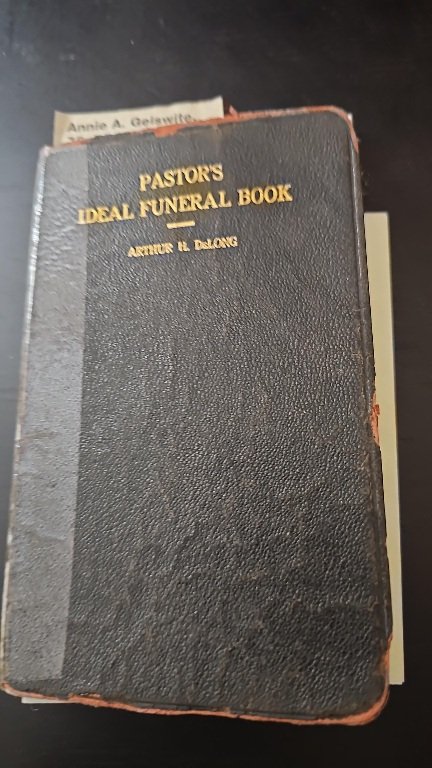 Annie A. Geiswite
PASTOR'S
IDEAL FUNERAL BOOK
ARTHUR H. DeLONG